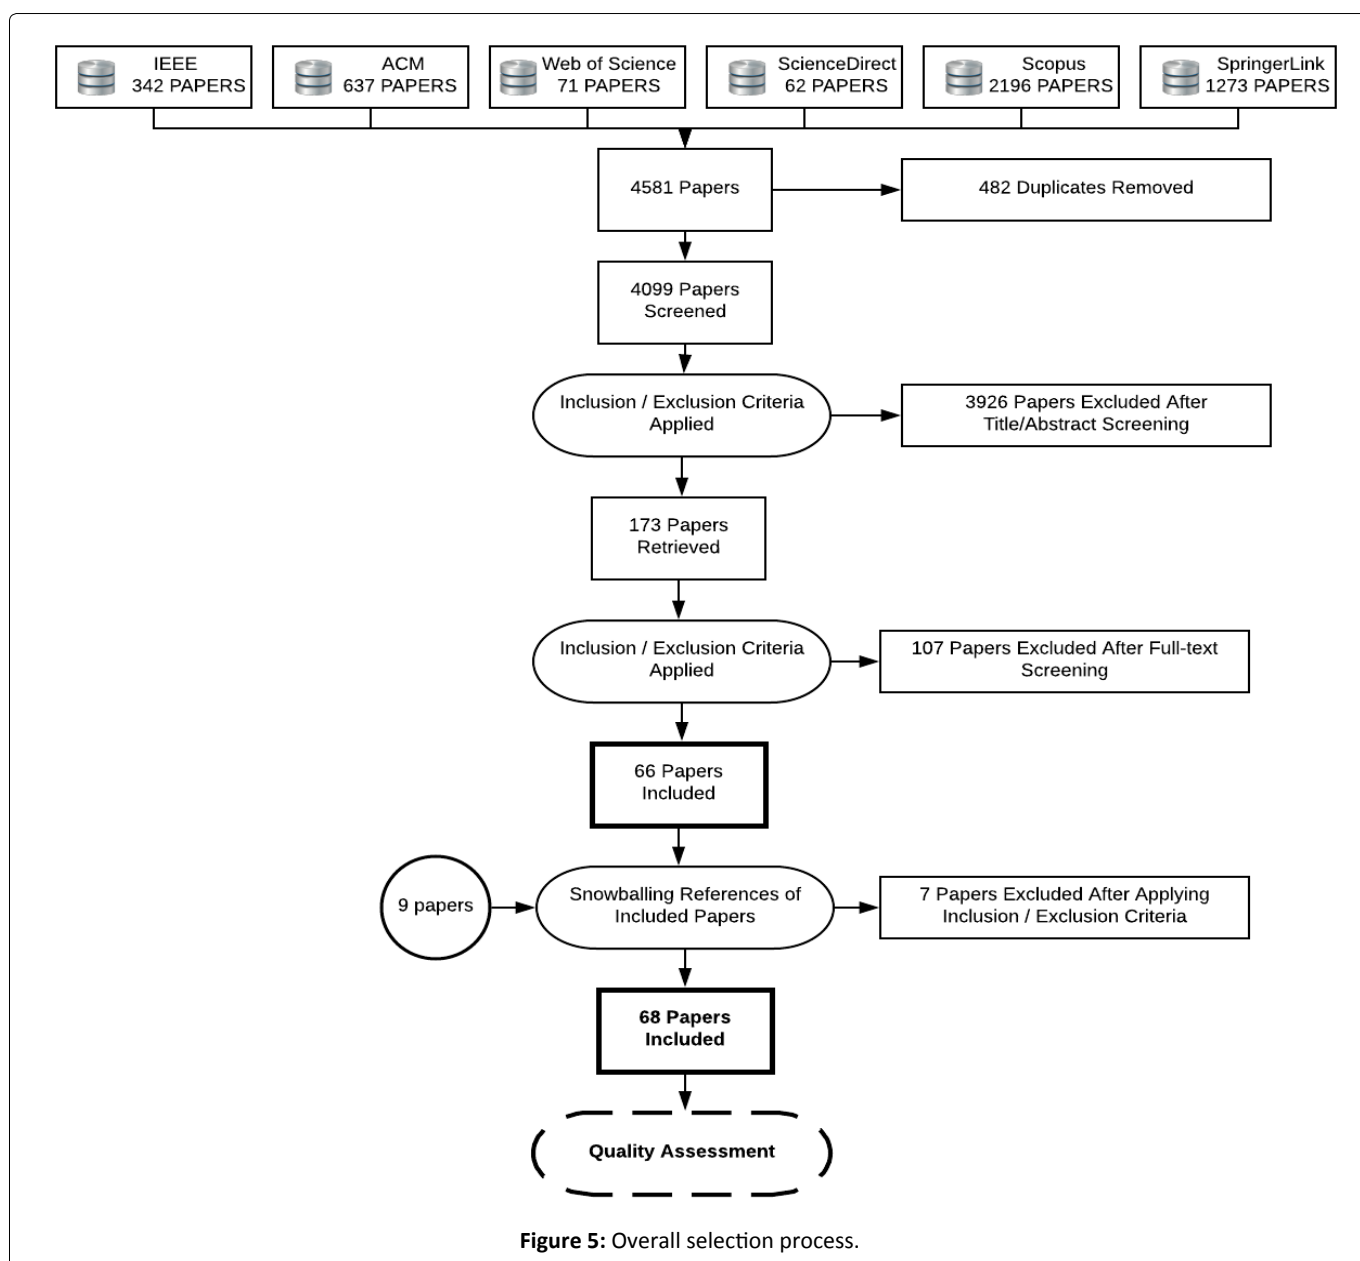 IEEE
342 PAPERS
ACM
637 PAPERS
Web of Science
71 PAPERS
ScienceDirect
62 PAPERS
Scopus
2196 PAPERS
SpringerLink
1273 PAPERS
4581 Papers
482 Duplicates Removed
4099 Papers
Screened
Inclusion / Exclusion Criteria
Applied
3926 Papers Excluded After
Title/Abstract Screening
173 Papers
Retrieved
Inclusion / Exclusion Criteria
Applied
107 Papers Excluded After Full-text
Screening
66 Papers
Included
9 papers
Snowballing References of
Included Papers
7 Papers Excluded After Applying
Inclusion / Exclusion Criteria
68 Papers
Included
Quality Assessment
Figure 5: Overall selection process.